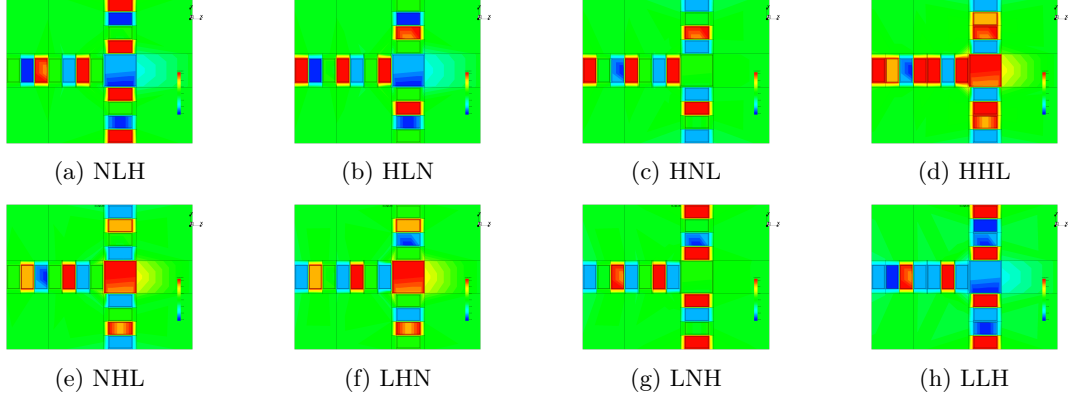 (a) NLH
(b) HLN
(c) HNL
(d) HHL
(e) NHL
(f) LHN
(g) LNH
(h) LLH